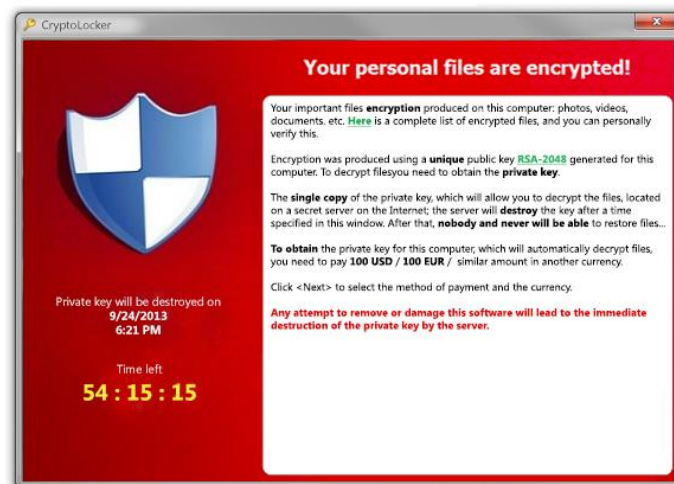 CryptoLocker
Your personal files are encrypted!
Your important files encryption produced on this computer: photos, videos,
documents. etc. Here is a complete list of encrypted files, and you can personally
verify this.
Encryption was produced using a unique public key RSA-2048 generated for this
computer. To decrypt filesyou need to obtain the private key.
The single copy of the private key, which will allow you to decrypt the files, located
on a secret server on the Internet; the server will destroy the key after a time
specified in this window. After that, nobody and never will be able to restore files...
To obtain the private key for this computer, which will automatically decrypt files,
you need to pay 100 USD / 100 EUR / similar amount in another currency.
Click <Next> to select the method of payment and the currency.
Any attempt to remove or damage this software will lead to the immediate
destruction of the private key by the server.
Private key will be destroyed on
9/24/2013
6:21 PM
Time left
54 : 15 : 15